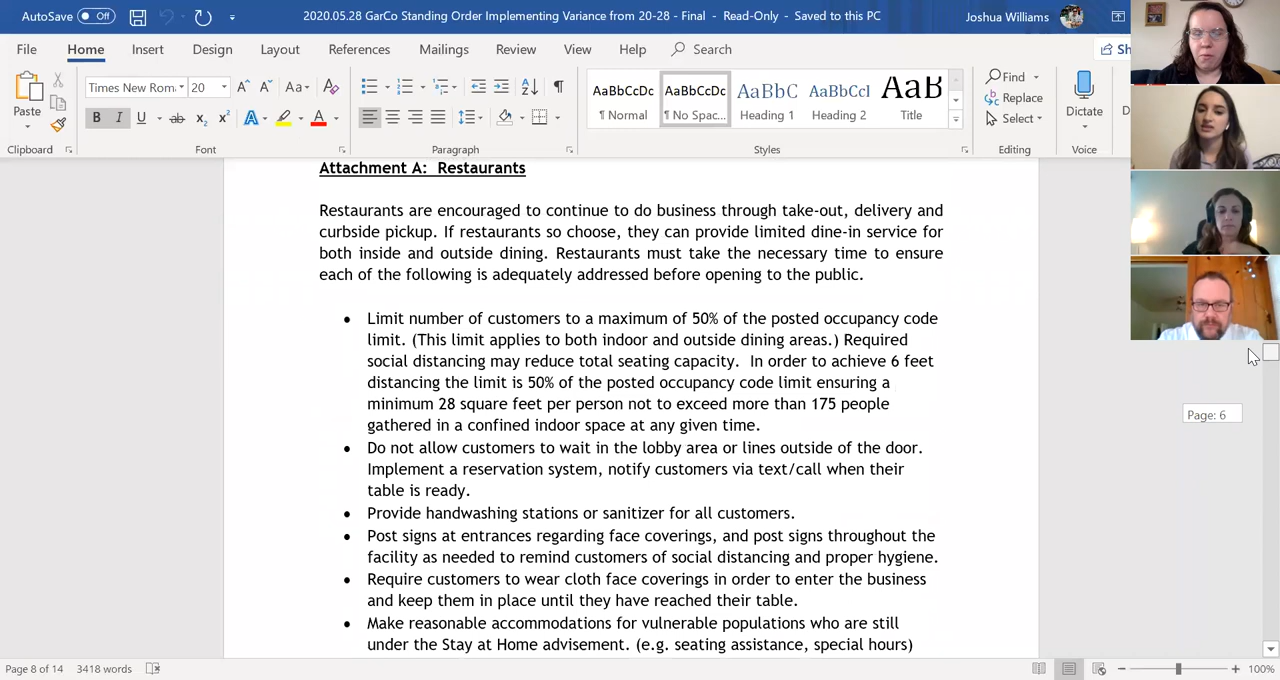 AutoSave Off 2020.05.28 GarCo Standing Order Implementing Variance from 20-28 - Final - Read-Only - Saved to this PC Joshua Williams
File Home Insert Design Layout References Mailings Review View Help Search Sh
Times New Rom 20 Aa
Paste
B I U ab x₂ x² A A
AaBbCcDc AaBbCcDc AaBbC AaBbCcI AaB
¶ Normal ¶ No Spac... Heading 1 Heading 2 Title
Find
Replace
Select
Dictate D
Clipboard Font Paragraph Styles Editing Voice
Attachment A: Restaurants
Restaurants are encouraged to continue to do business through take-out, delivery and
curbside pickup. If restaurants so choose, they can provide limited dine-in service for
both inside and outside dining. Restaurants must take the necessary time to ensure
each of the following is adequately addressed before opening to the public.
• Limit number of customers to a maximum of 50% of the posted occupancy code
limit. (This limit applies to both indoor and outside dining areas.) Required
social distancing may reduce total seating capacity. In order to achieve 6 feet
distancing the limit is 50% of the posted occupancy code limit ensuring a
minimum 28 square feet per person not to exceed more than 175 people
gathered in a confined indoor space at any given time.
• Do not allow customers to wait in the lobby area or lines outside of the door.
Implement a reservation system, notify customers via text/call when their
table is ready.
• Provide handwashing stations or sanitizer for all customers.
• Post signs at entrances regarding face coverings, and post signs throughout the
facility as needed to remind customers of social distancing and proper hygiene.
• Require customers to wear cloth face coverings in order to enter the business
and keep them in place until they have reached their table.
• Make reasonable accommodations for vulnerable populations who are still
under the Stay at Home advisement. (e.g. seating assistance, special hours)
Page: 6
Page 8 of 14 3418 words 100%